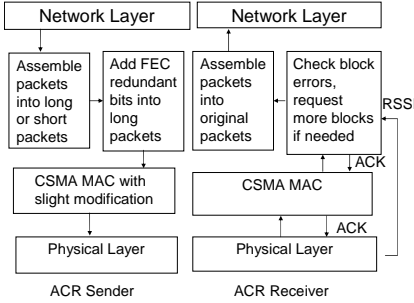 Network Layer
Network Layer
Assemble
packets
into long
or short
packets
Add FEC
redundant
bits into
long
packets
Assemble
packets
into
original
packets
Check block
errors,
request
more blocks
if needed
RSSI
ACK
CSMA MAC with
slight modification
CSMA MAC
ACK
Physical Layer
Physical Layer
ACR Sender
ACR Receiver